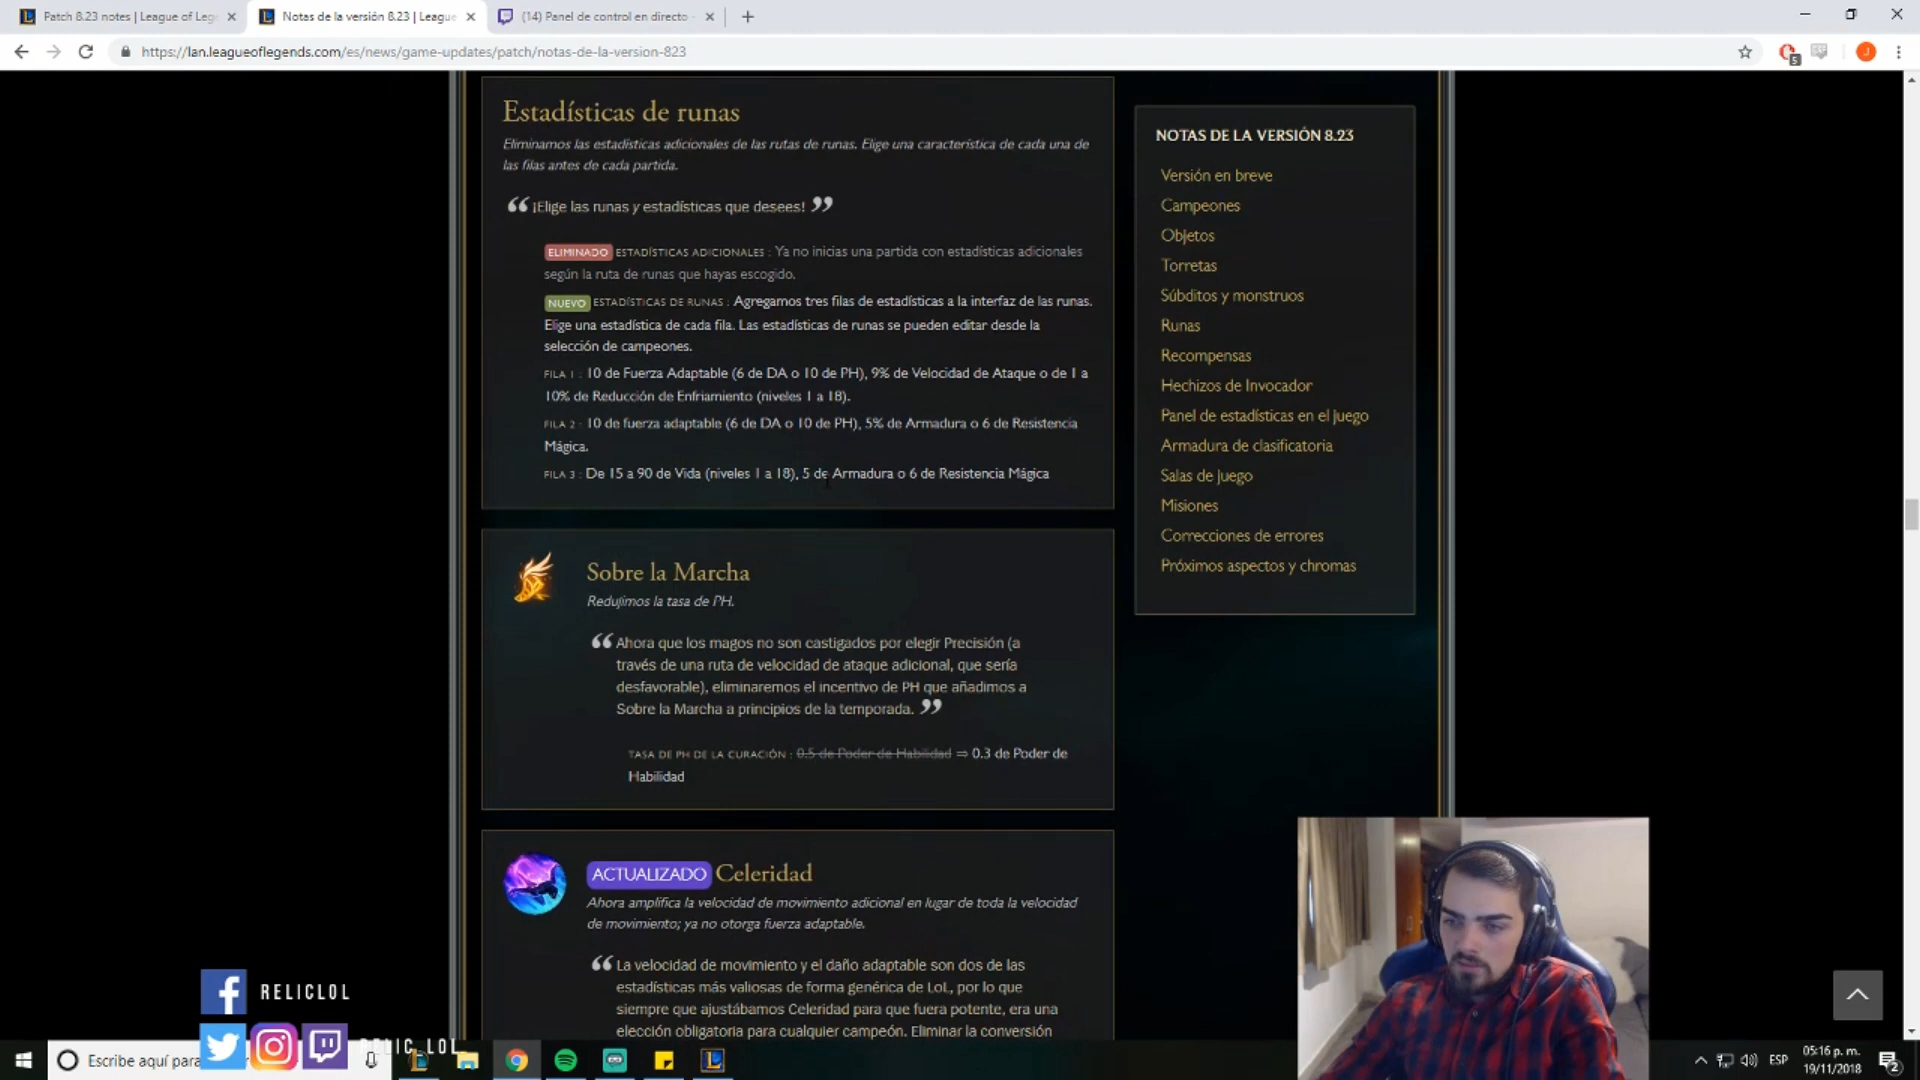 Patch 8.23 notes | League of Leg
Notas de la versión 8.23 | League
(14) Panel de control en directo
https://lan.leagueoflegends.com/es/news/game-updates/patch/notas-de-la-version-823
5
J
Estadísticas de runas
Eliminamos las estadísticas adicionales de las rutas de runas. Elige una característica de cada una de
las filas antes de cada partida.
“ ¡Elige las runas y estadísticas que desees! ”
ELIMINADO ESTADÍSTICAS ADICIONALES : Ya no inicias una partida con estadísticas adicionales
según la ruta de runas que hayas escogido.
NUEVO ESTADÍSTICAS DE RUNAS : Agregamos tres filas de estadísticas a la interfaz de las runas.
Elige una estadística de cada fila. Las estadísticas de runas se pueden editar desde la
selección de campeones.
FILA 1 : 10 de Fuerza Adaptable (6 de DA o 10 de PH), 9% de Velocidad de Ataque o de 1 a
10% de Reducción de Enfriamiento (niveles 1 a 18).
FILA 2 : 10 de fuerza adaptable (6 de DA o 10 de PH), 5% de Armadura o 6 de Resistencia
Mágica.
FILA 3 : De 15 a 90 de Vida (niveles 1 a 18), 5 de Armadura o 6 de Resistencia Mágica
Sobre la Marcha
Redujimos la tasa de PH.
“ Ahora que los magos no son castigados por elegir Precisión (a
través de una ruta de velocidad de ataque adicional, que sería
desfavorable), eliminaremos el incentivo de PH que añadimos a
Sobre la Marcha a principios de la temporada. ”
TASA DE PH DE LA CURACIÓN : 0.5 de Poder de Habilidad ⇒ 0.3 de Poder de
Habilidad
ACTUALIZADO Celeridad
Ahora amplifica la velocidad de movimiento adicional en lugar de toda la velocidad
de movimiento; ya no otorga fuerza adaptable.
“ La velocidad de movimiento y el daño adaptable son dos de las
estadísticas más valiosas de forma genérica de LoL, por lo que
siempre que ajustábamos Celeridad para que fuera potente, era una
elección obligatoria para cualquier campeón. Eliminar la conversión
NOTAS DE LA VERSIÓN 8.23
Versión en breve
Campeones
Objetos
Torretas
Súbditos y monstruos
Runas
Recompensas
Hechizos de Invocador
Panel de estadísticas en el juego
Armadura de clasificatoria
Salas de juego
Misiones
Correcciones de errores
Próximos aspectos y chromas
RELICLOL
RELIC_LOL
Escribe aquí para
ESP
05:16 p. m.
19/11/2018
2